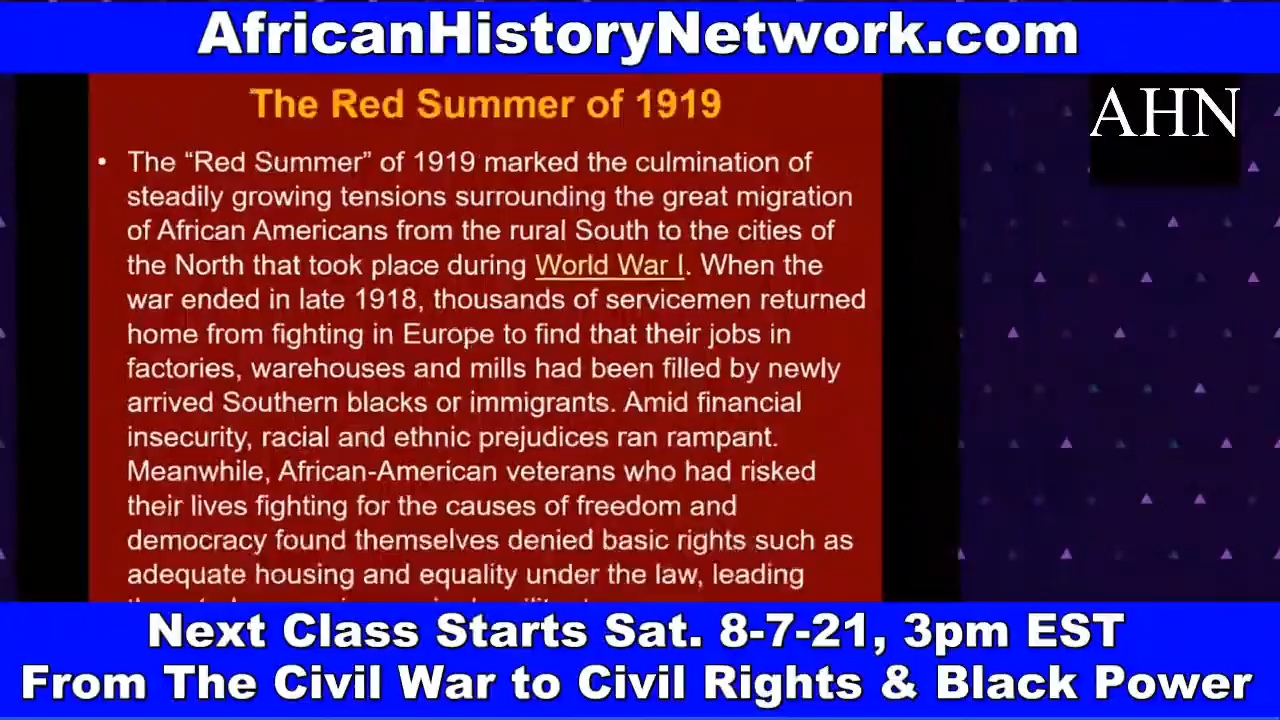 AfricanHistoryNetwork.com
AHN
The Red Summer of 1919
• The “Red Summer” of 1919 marked the culmination of
steadily growing tensions surrounding the great migration
of African Americans from the rural South to the cities of
the North that took place during World War I. When the
war ended in late 1918, thousands of servicemen returned
home from fighting in Europe to find that their jobs in
factories, warehouses and mills had been filled by newly
arrived Southern blacks or immigrants. Amid financial
insecurity, racial and ethnic prejudices ran rampant.
Meanwhile, African-American veterans who had risked
their lives fighting for the causes of freedom and
democracy found themselves denied basic rights such as
adequate housing and equality under the law, leading
Next Class Starts Sat. 8-7-21, 3pm EST
From The Civil War to Civil Rights & Black Power